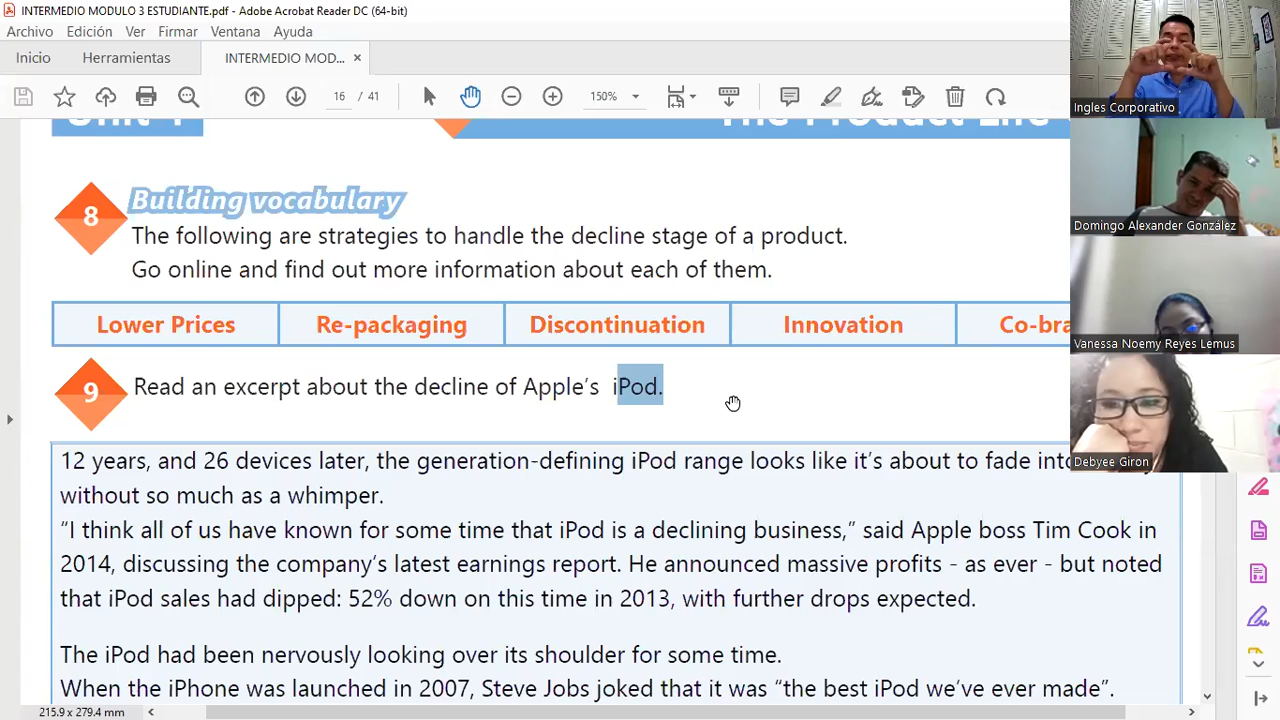 INTERMEDIO MODULO 3 ESTUDIANTE.pdf - Adobe Acrobat Reader DC (64-bit)
Archivo Edición Ver Firmar Ventana Ayuda
Inicio Herramientas INTERMEDIO MOD... ×
16 / 41 150%
Unit 1 The Product Life
8 Building vocabulary
The following are strategies to handle the decline stage of a product.
Go online and find out more information about each of them.
Lower Prices Re-packaging Discontinuation Innovation Co-bra
9 Read an excerpt about the decline of Apple's iPod.
12 years, and 26 devices later, the generation-defining iPod range looks like it's about to fade into
without so much as a whimper.
“I think all of us have known for some time that iPod is a declining business,” said Apple boss Tim Cook in
2014, discussing the company's latest earnings report. He announced massive profits - as ever - but noted
that iPod sales had dipped: 52% down on this time in 2013, with further drops expected.
The iPod had been nervously looking over its shoulder for some time.
When the iPhone was launched in 2007, Steve Jobs joked that it was “the best iPod we've ever made”.
215.9 x 279.4 mm
Ingles Corporativo
Domingo Alexander González
Vanessa Noemy Reyes Lemus
Debyee Giron